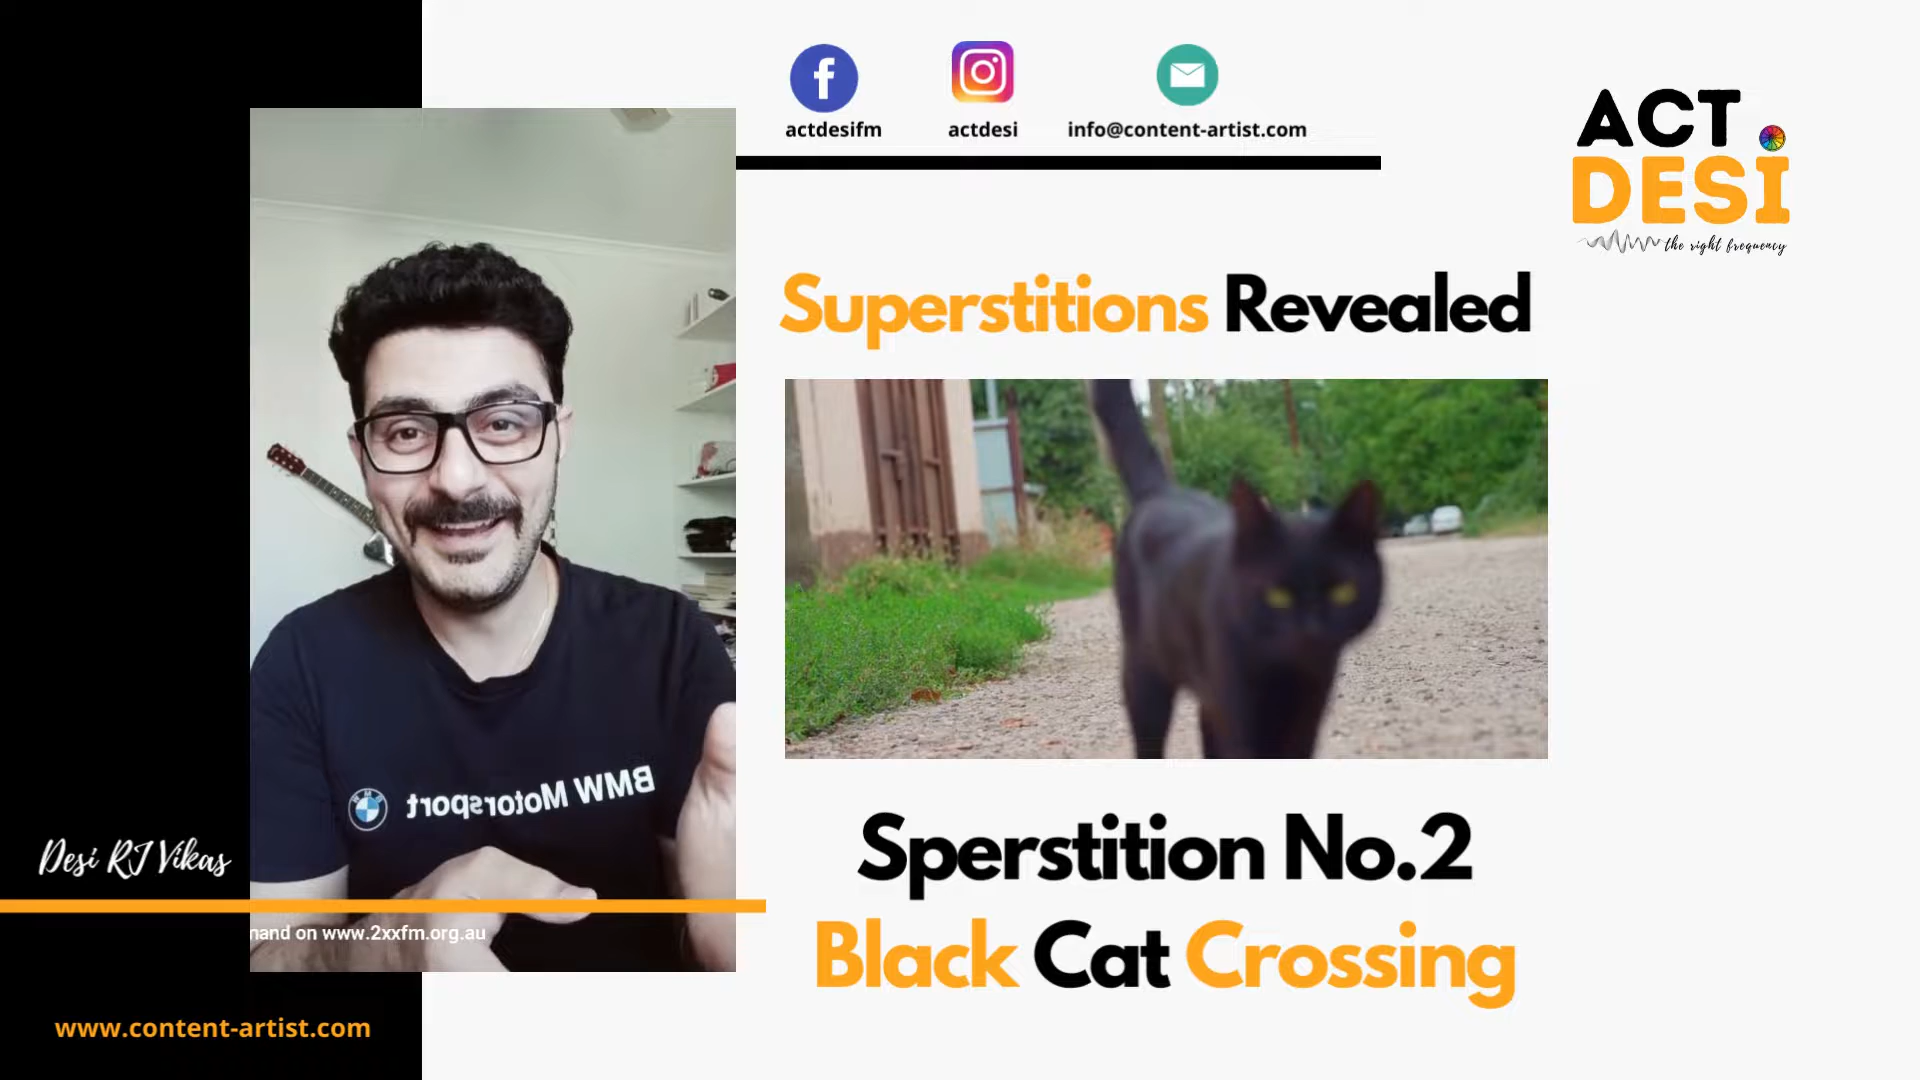 actdesifm
actdesi
info@content-artist.com
ACT
DESI
the right frequency
Superstitions Revealed
BMW Motorsport
Desi RJ Vikas
mand on www.2xxfm.org.au
www.content-artist.com
Sperstition No.2
Black Cat Crossing